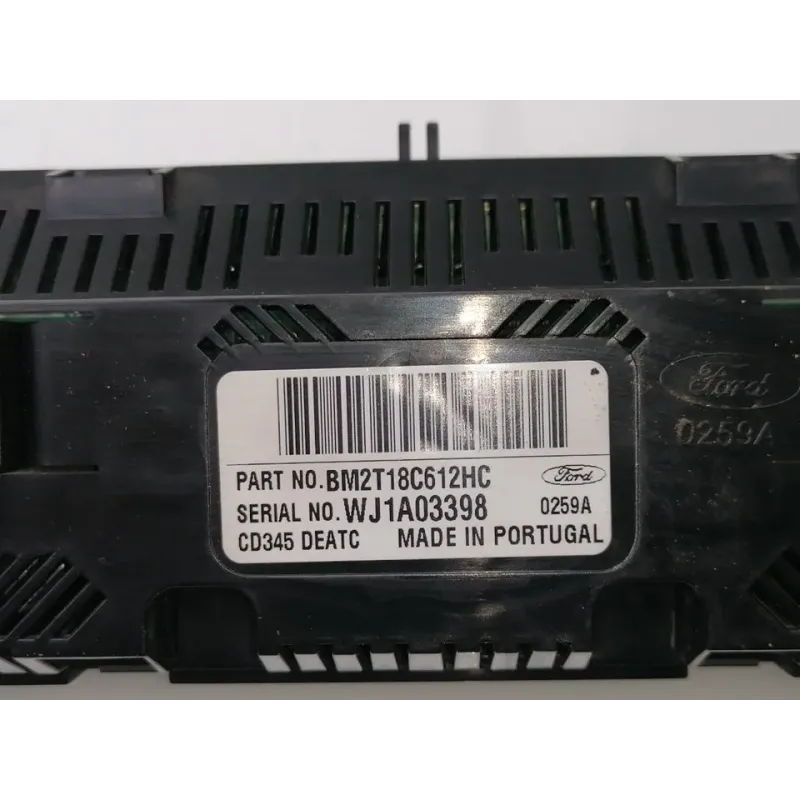 PART NO.BM2T18C612HC
Ford
SERIAL NO.WJ1A03398
0259A
CD345 DEATC MADE IN PORTUGAL
Ford
0259A